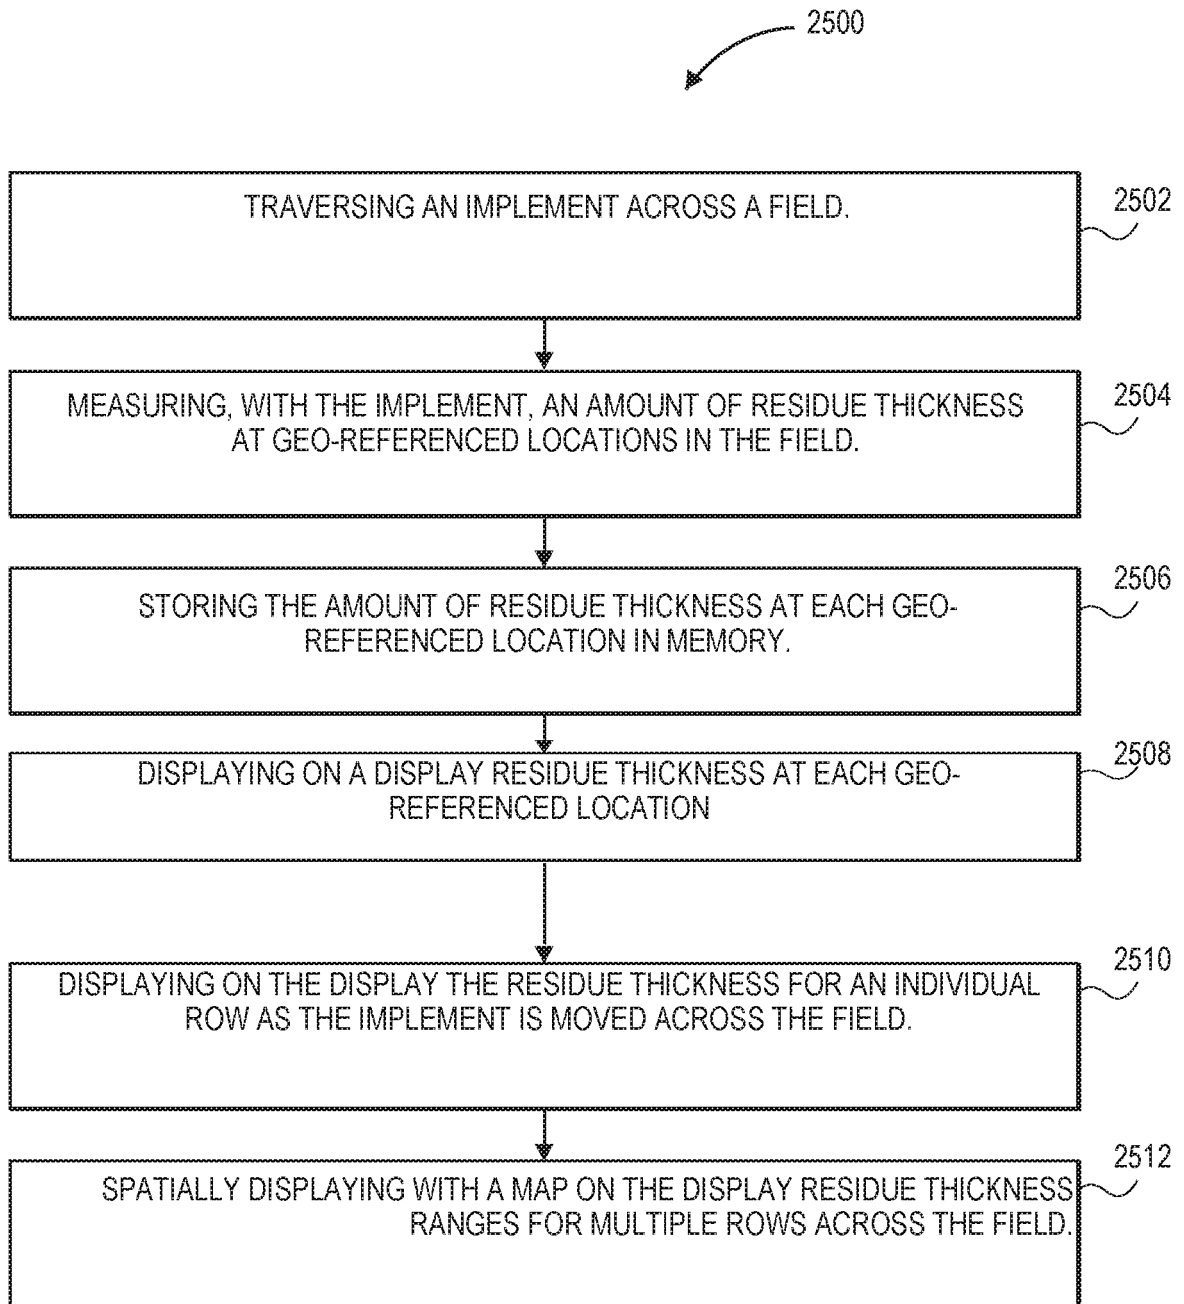 2500
TRAVERSING AN IMPLEMENT ACROSS A FIELD.
2502
MEASURING, WITH THE IMPLEMENT, AN AMOUNT OF RESIDUE THICKNESS
AT GEO-REFERENCED LOCATIONS IN THE FIELD.
2504
STORING THE AMOUNT OF RESIDUE THICKNESS AT EACH GEO-
REFERENCED LOCATION IN MEMORY.
2506
DISPLAYING ON A DISPLAY RESIDUE THICKNESS AT EACH GEO-
REFERENCED LOCATION
2508
DISPLAYING ON THE DISPLAY THE RESIDUE THICKNESS FOR AN INDIVIDUAL
ROW AS THE IMPLEMENT IS MOVED ACROSS THE FIELD.
2510
SPATIALLY DISPLAYING WITH A MAP ON THE DISPLAY RESIDUE THICKNESS
RANGES FOR MULTIPLE ROWS ACROSS THE FIELD.
2512